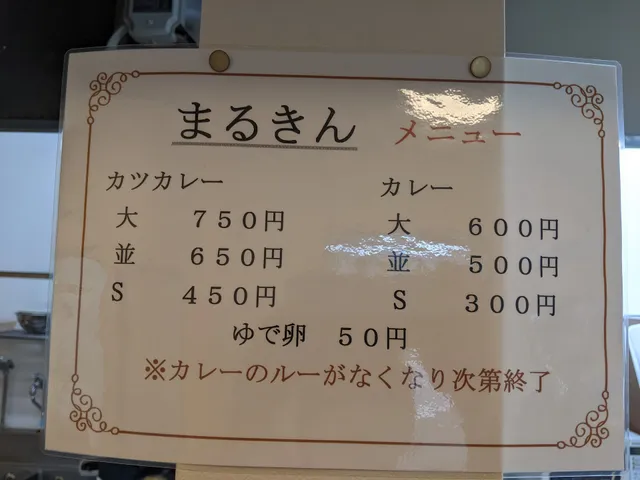 まるきん メニュー
カツカレー
大 ７５０円
並 ６５０円
S ４５０円
カレー
大 ６００円
並 ５００円
S ３００円
ゆで卵 ５０円
※カレーのルーがなくなり次第終了